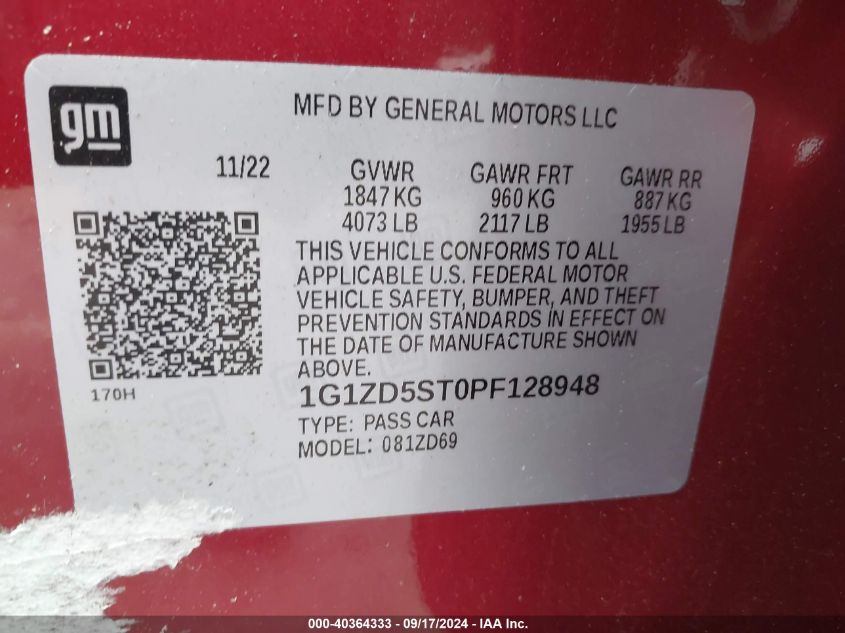 gm
MFD BY GENERAL MOTORS LLC
11/22 GVWR GAWR FRT GAWR RR
1847 KG 960 KG 887 KG
4073 LB 2117 LB 1955 LB
THIS VEHICLE CONFORMS TO ALL
APPLICABLE U.S. FEDERAL MOTOR
VEHICLE SAFETY, BUMPER, AND THEFT
PREVENTION STANDARDS IN EFFECT ON
THE DATE OF MANUFACTURE SHOWN
ABOVE.
170H
1G1ZD5ST0PF128948
TYPE: PASS CAR
MODEL: 081ZD69
000-40364333 - 09/17/2024 - IAA Inc.